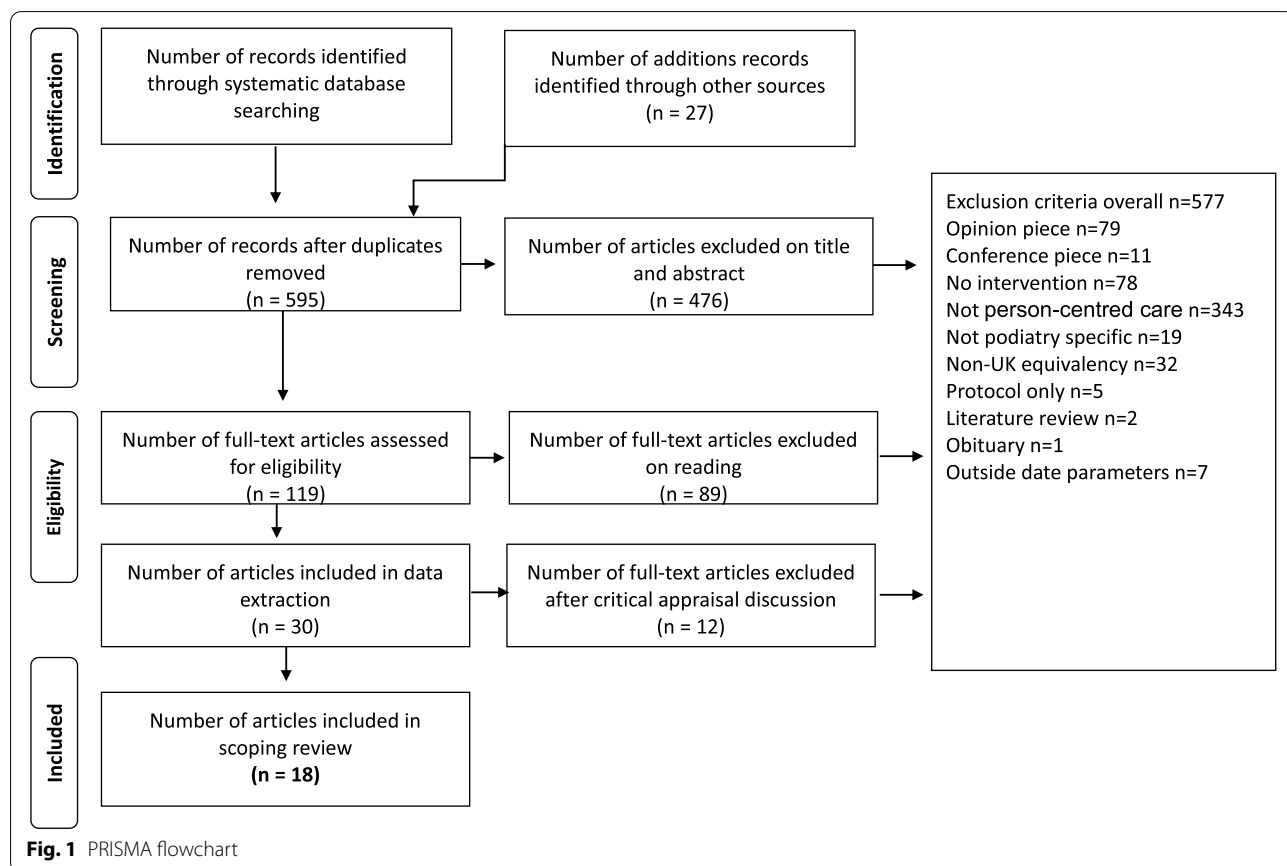 Identification
Number of records identified
through systematic database
searching
Number of additions records
identified through other sources
(n = 27)
Screening
Number of records after duplicates
removed
(n = 595)
Number of articles excluded on title
and abstract
(n = 476)
Exclusion criteria overall n=577
Opinion piece n=79
Conference piece n=11
No intervention n=78
Not person-centred care n=343
Not podiatry specific n=19
Non-UK equivalency n=32
Protocol only n=5
Literature review n=2
Obituary n=1
Outside date parameters n=7
Eligibility
Number of full-text articles assessed
for eligibility
(n = 119)
Number of full-text articles excluded
on reading
(n = 89)
Number of articles included in data
extraction
(n = 30)
Number of full-text articles excluded
after critical appraisal discussion
(n = 12)
Included
Number of articles included in
scoping review
(n = 18)
Fig. 1 PRISMA flowchart